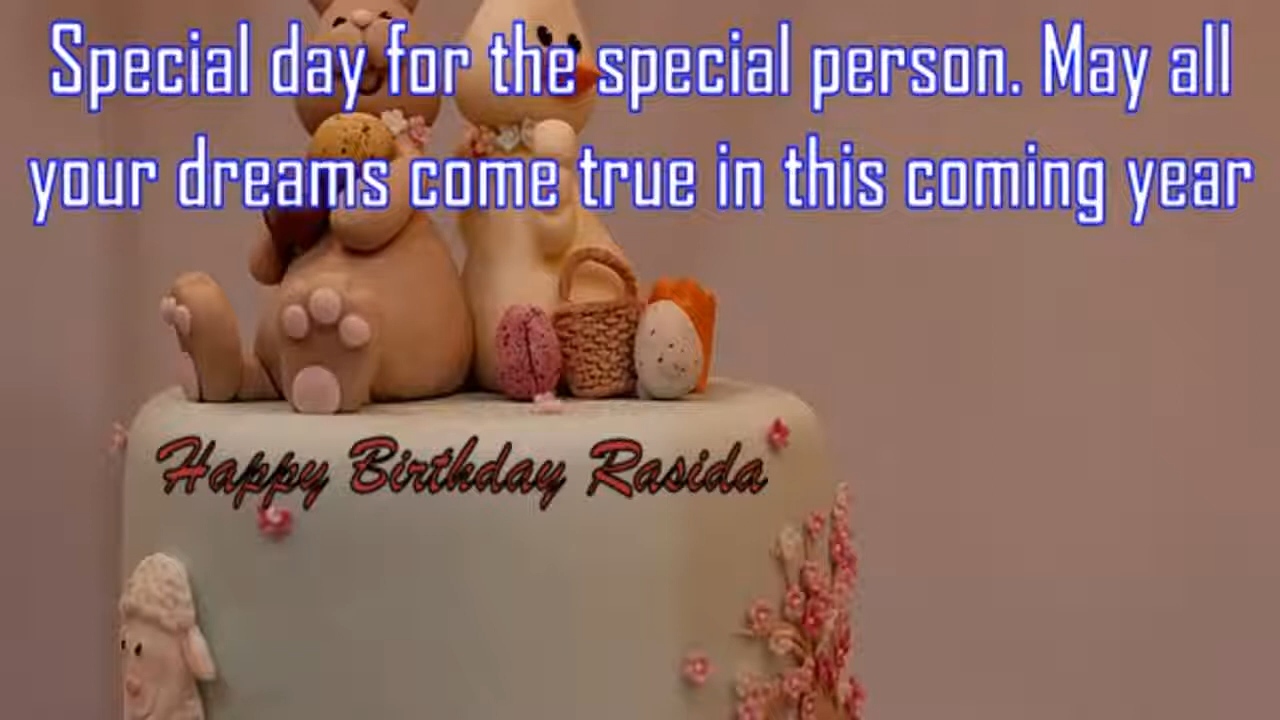 Special day for the special person. May all
your dreams come true in this coming year
Happy Birthday Rasida